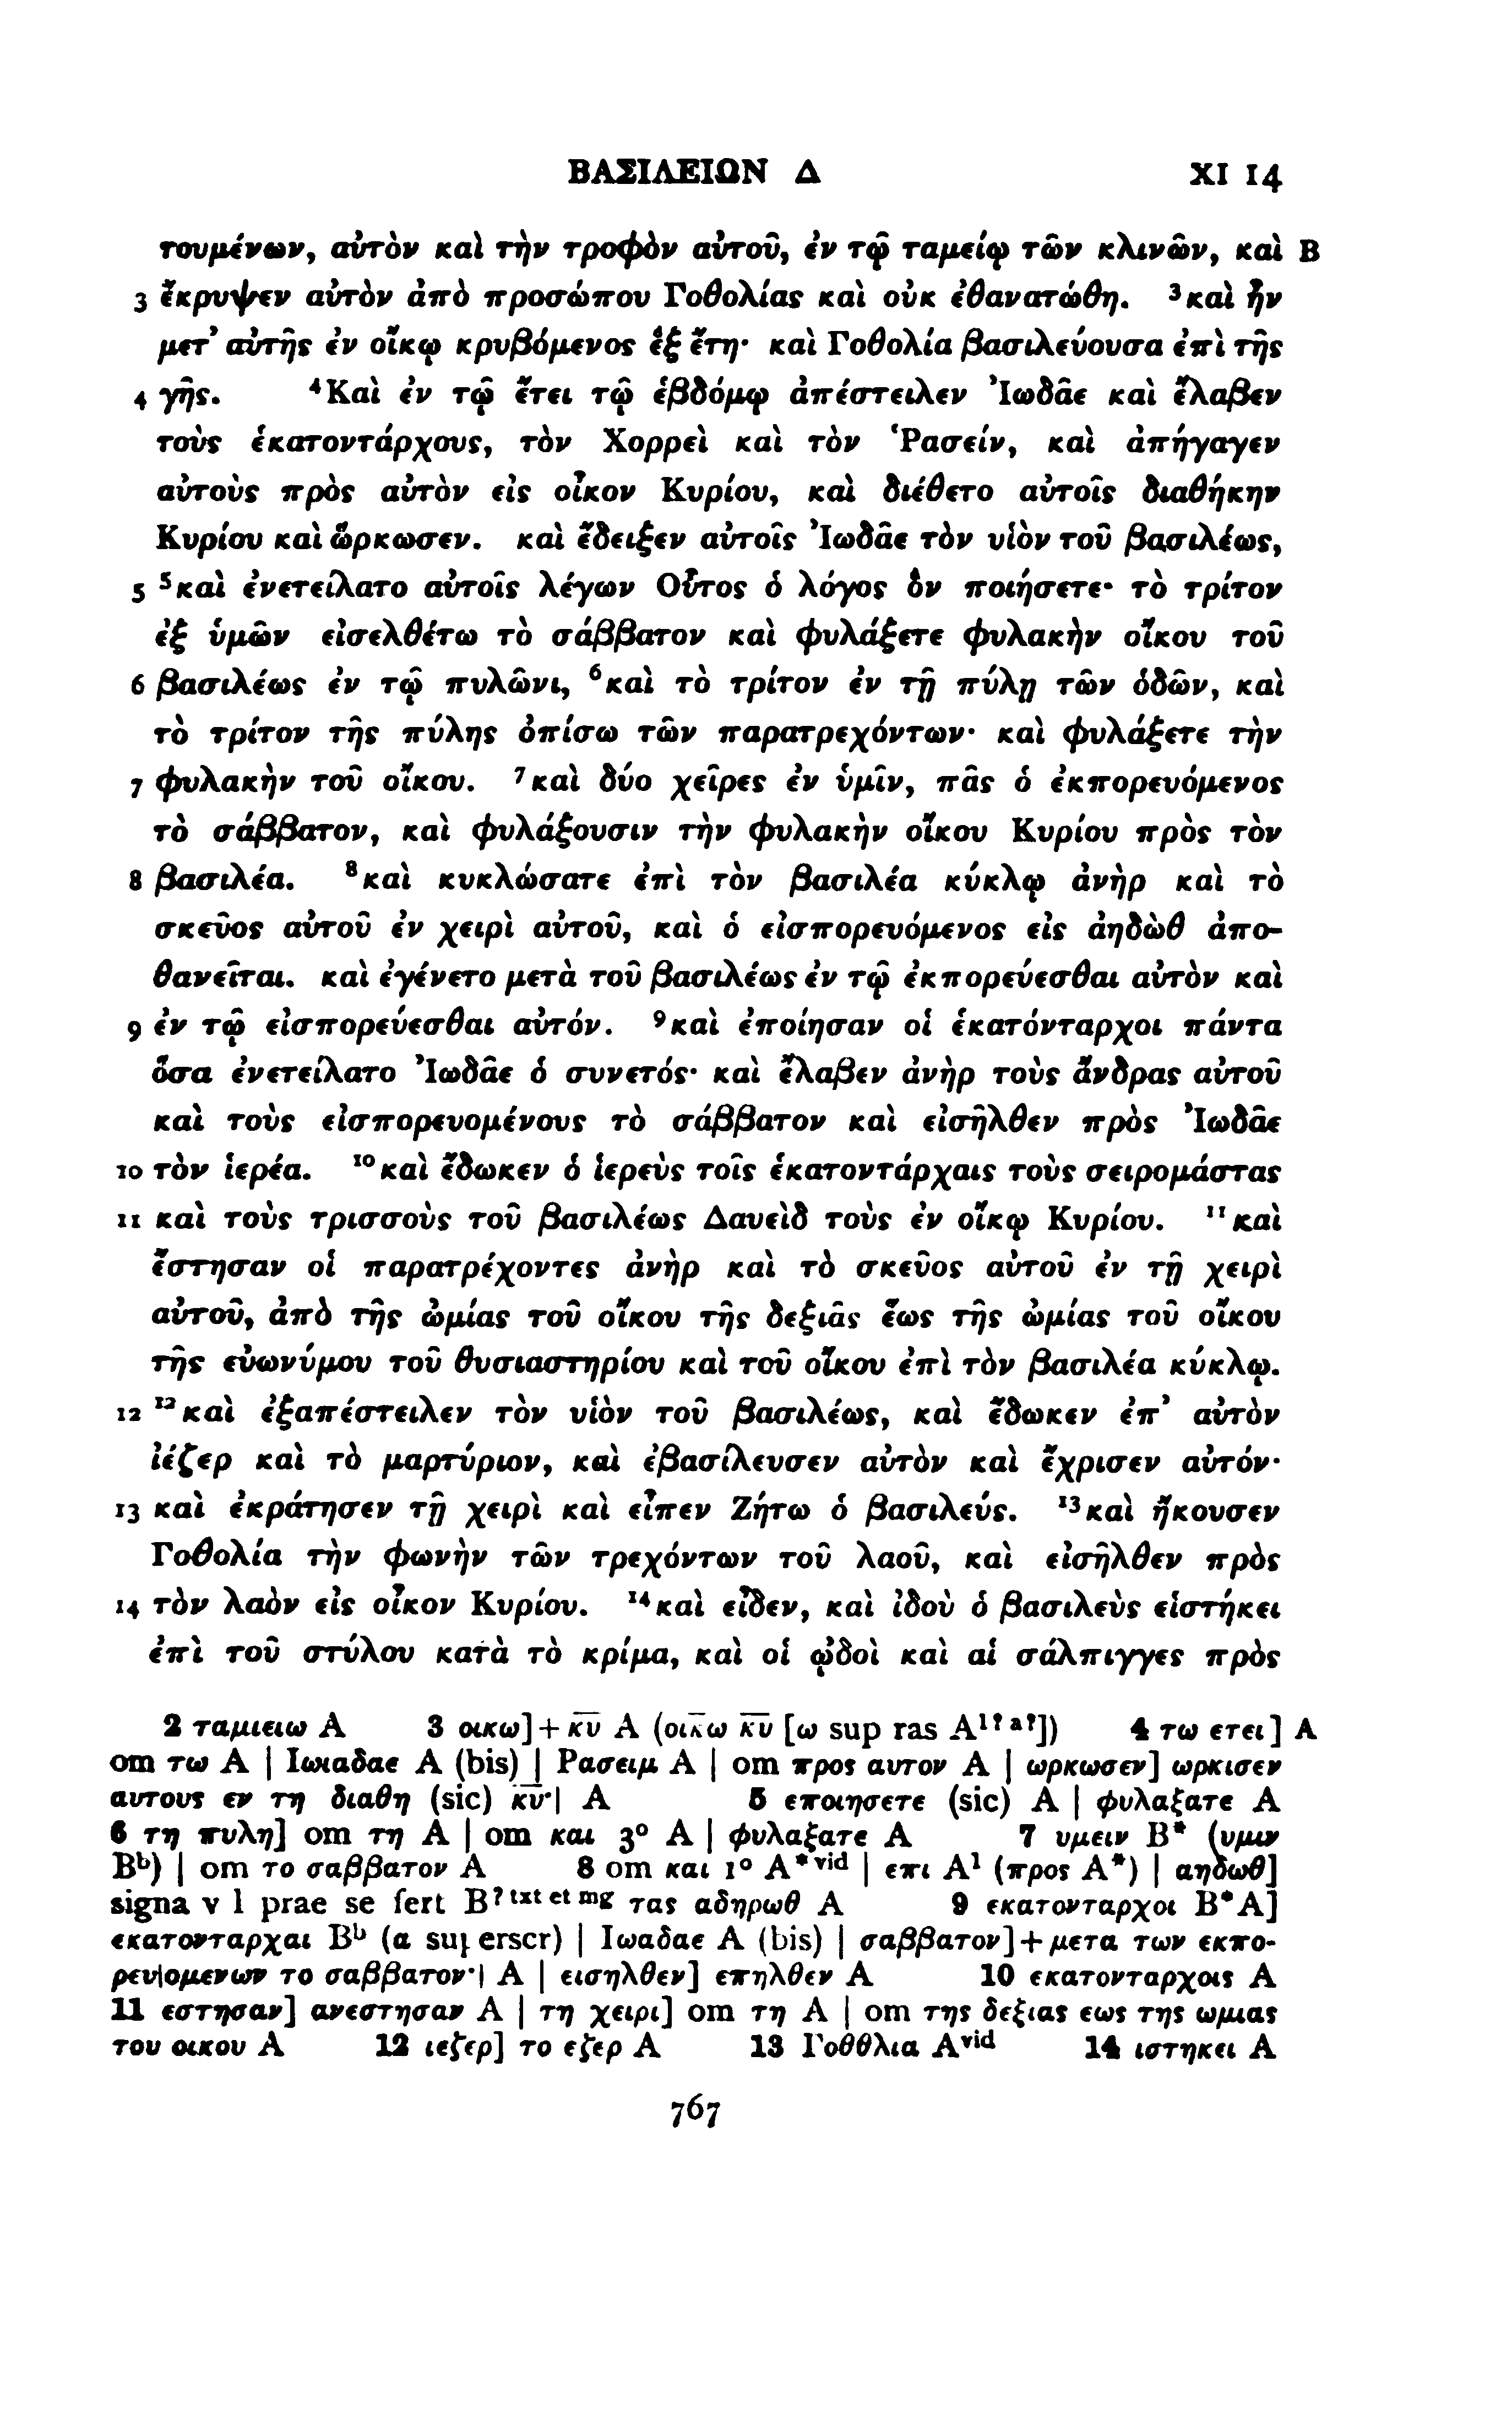 ΒΑΣΙΛΕΙΩΝ Δ XI 14
τουμένων, αὐτὸν καὶ τὴν τροφὸν αὐτοῦ, ἐν τῷ ταμείῳ τῶν κλινῶν, καὶ B
3 ἔκρυψεν αὐτὸν ἀπὸ προσώπου Γοθολίας καὶ οὐκ ἐθανατώθη. ³καὶ ἦν
μετ᾽ αὐτῆς ἐν οἴκῳ κρυβόμενος ἓξ ἔτη· καὶ Γοθολία βασιλεύουσα ἐπὶ τῆς
4 γῆς. ⁴Καὶ ἐν τῷ ἔτει τῷ ἑβδόμῳ ἀπέστειλεν Ἰωδᾶε καὶ ἔλαβεν
τοὺς ἑκατοντάρχους, τὸν Χορρεὶ καὶ τὸν Ῥασείν, καὶ ἀπήγαγεν
αὐτοὺς πρὸς αὐτὸν εἰς οἶκον Κυρίου, καὶ διέθετο αὐτοῖς διαθήκην
Κυρίου καὶ ὥρκωσεν. καὶ ἔδειξεν αὐτοῖς Ἰωδᾶε τὸν υἱὸν τοῦ βασιλέως,
5 ⁵καὶ ἐνετείλατο αὐτοῖς λέγων Οὗτος ὁ λόγος ὃν ποιήσετε· τὸ τρίτον
ἐξ ὑμῶν εἰσελθέτω τὸ σάββατον καὶ φυλάξετε φυλακὴν οἴκου τοῦ
6 βασιλέως ἐν τῷ πυλῶνι, ⁶καὶ τὸ τρίτον ἐν τῇ πύλῃ τῶν ὁδῶν, καὶ
τὸ τρίτον τῆς πύλης ὀπίσω τῶν παρατρεχόντων· καὶ φυλάξετε τὴν
7 φυλακὴν τοῦ οἴκου. ⁷καὶ δύο χεῖρες ἐν ὑμῖν, πᾶς ὁ ἐκπορευόμενος
τὸ σάββατον, καὶ φυλάξουσιν τὴν φυλακὴν οἴκου Κυρίου πρὸς τὸν
8 βασιλέα. ⁸καὶ κυκλώσατε ἐπὶ τὸν βασιλέα κύκλῳ ἀνὴρ καὶ τὸ
σκεῦος αὐτοῦ ἐν χειρὶ αὐτοῦ, καὶ ὁ εἰσπορευόμενος εἰς ἀηδὼθ ἀπο-
θανεῖται. καὶ ἐγένετο μετὰ τοῦ βασιλέως ἐν τῷ ἐκπορεύεσθαι αὐτὸν καὶ
9 ἐν τῷ εἰσπορεύεσθαι αὐτόν. ⁹καὶ ἐποίησαν οἱ ἑκατόνταρχοι πάντα
ὅσα ἐνετείλατο Ἰωδᾶε ὁ συνετός· καὶ ἔλαβεν ἀνὴρ τοὺς ἄνδρας αὐτοῦ
καὶ τοὺς εἰσπορευομένους τὸ σάββατον καὶ εἰσῆλθεν πρὸς Ἰωδᾶε
10 τὸν ἱερέα. ¹⁰καὶ ἔδωκεν ὁ ἱερεὺς τοῖς ἑκατοντάρχαις τοὺς σειρομάστας
11 καὶ τοὺς τρισσοὺς τοῦ βασιλέως Δαυεὶδ τοὺς ἐν οἴκῳ Κυρίου. ¹¹καὶ
ἔστησαν οἱ παρατρέχοντες ἀνὴρ καὶ τὸ σκεῦος αὐτοῦ ἐν τῇ χειρὶ
αὐτοῦ, ἀπὸ τῆς ὠμίας τοῦ οἴκου τῆς δεξιᾶς ἕως τῆς ὠμίας τοῦ οἴκου
τῆς εὐωνύμου τοῦ θυσιαστηρίου καὶ τοῦ οἴκου ἐπὶ τὸν βασιλέα κύκλῳ.
12 ¹²καὶ ἐξαπέστειλεν τὸν υἱὸν τοῦ βασιλέως, καὶ ἔδωκεν ἐπ᾽ αὐτὸν
ἰέζερ καὶ τὸ μαρτύριον, καὶ ἐβασίλευσεν αὐτὸν καὶ ἔχρισεν αὐτόν·
13 καὶ ἐκράτησεν τῇ χειρὶ καὶ εἶπεν Ζήτω ὁ βασιλεύς. ¹³καὶ ἤκουσεν
Γοθολία τὴν φωνὴν τῶν τρεχόντων τοῦ λαοῦ, καὶ εἰσῆλθεν πρὸς
14 τὸν λαὸν εἰς οἶκον Κυρίου. ¹⁴καὶ εἶδεν, καὶ ἰδοὺ ὁ βασιλεὺς εἱστήκει
ἐπὶ τοῦ στύλου κατὰ τὸ κρίμα, καὶ οἱ ᾠδοὶ καὶ αἱ σάλπιγγες πρὸς
2 ταμιειω A 3 οικω]+κ̅υ̅ A (οικω κ̅υ̅ [ω sup ras A¹ˀ ᵃˀ]) 4 τω ετει] A
om τω A | Ιωιαδαε A (bis) | Ρασειμ A | om προς αυτον A | ωρκωσεν] ωρκισεν
αυτους εν τη διαθη (sic) κ̅υ̅·| A 5 εποιησετε (sic) A | φυλαξατε A
6 τη πυλη] om τη A | om και 3° A | φυλαξατε A 7 υμειν B* (υμιν
Bᵇ) | om το σαββατον A 8 om και 1° A*ᵛⁱᵈ | επι A¹ (προς A*) | αηδωθ]
signa v l prae se fert B? ᵗˣᵗ ᵉᵗ ᵐᵍ τας αδηρωθ A 9 εκατονταρχοι B*A]
εκατονταρχαι Bᵇ (α superscr) | Ιωαδαε A (bis) | σαββατον]+μετα των εκπο-
ρευ|ομενων το σαββατον·| A | εισηλθεν] επηλθεν A 10 εκατονταρχοις A
11 εστησαν] ανεστησαν A | τη χειρι] om τη A | om της δεξιας εως της ωμιας
του οικου A 12 ιεζερ] το εζερ A 13 Γοθθλια Aᵛⁱᵈ 14 ιστηκει A
767